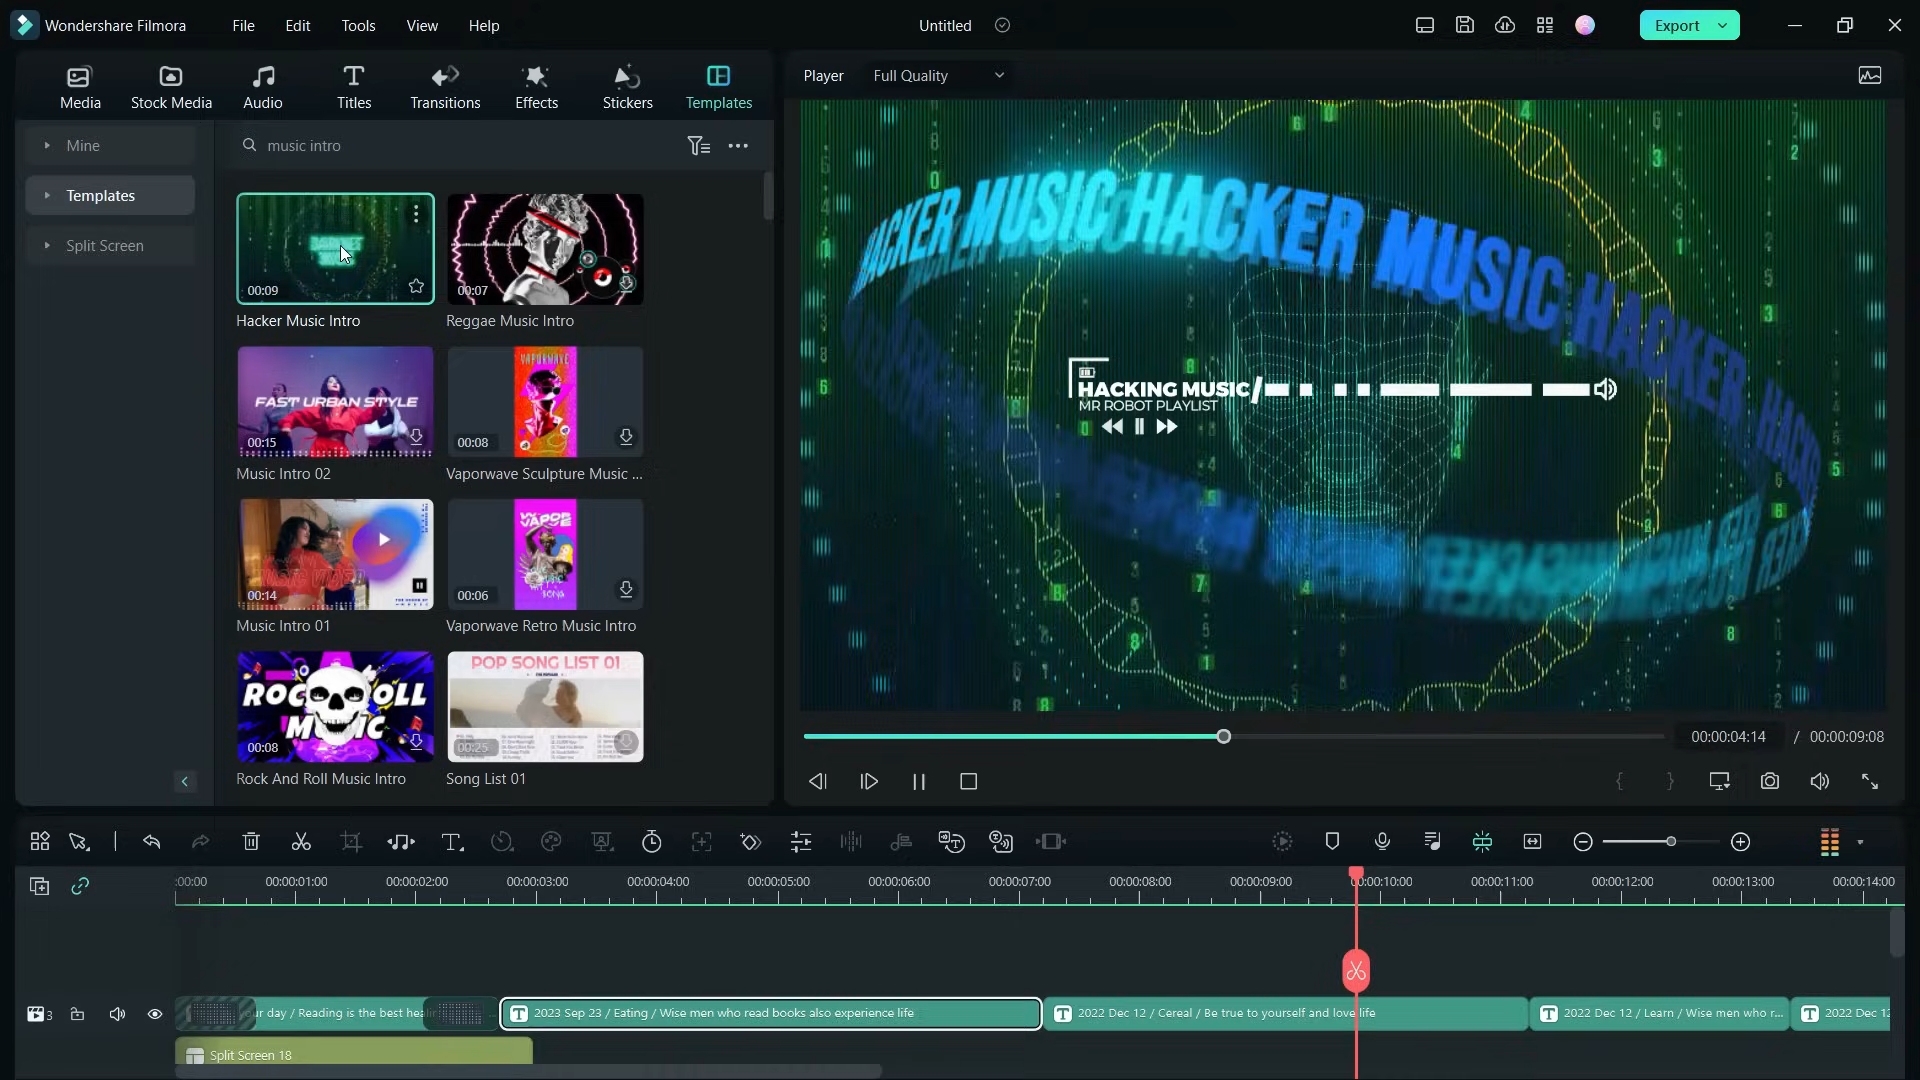 Wondershare Filmora
File Edit Tools View Help
Untitled
Export
Media Stock Media Audio Titles Transitions Effects Stickers Templates
Player Full Quality
Mine
Templates
Split Screen
music intro
00:09
Hacker Music Intro
00:07
Reggae Music Intro
FAST URBAN STYLE
00:15
Music Intro 02
VAPORWAVE
00:08
Vaporwave Sculpture Music ...
00:14
Music Intro 01
SONG
00:06
Vaporwave Retro Music Intro
MUSIC
00:08
Rock And Roll Music Intro
POP SONG LIST 01
00:25
Song List 01
HACKER MUSIC HACKER MUSIC HACKER
HACKING MUSIC/
MR ROBOT PLAYLIST
00:00:04:14 / 00:00:09:08
:00:00 00:00:01:00 00:00:02:00 00:00:03:00 00:00:04:00 00:00:05:00 00:00:06:00 00:00:07:00 00:00:08:00 00:00:09:00 00:00:10:00 00:00:11:00 00:00:12:00 00:00:13:00 00:00:14:00
3
our day / Reading is the best heali
2023 Sep 23 / Eating / Wise men who read books also experience life
2022 Dec 12 / Cereal / Be true to yourself and love life
2022 Dec 12 / Learn / Wise men who r...
2022 Dec 12
Split Screen 18